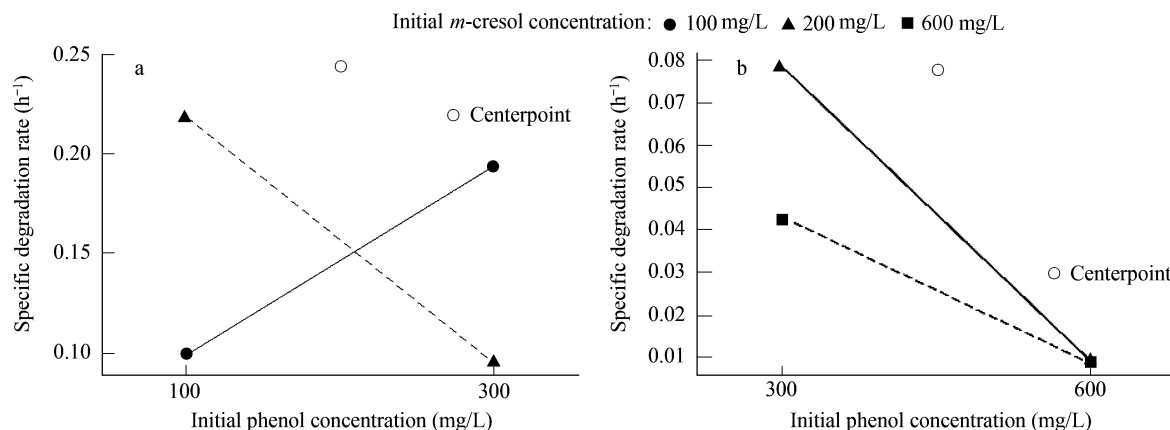 Initial m-cresol concentration: ● 100 mg/L ▲ 200 mg/L ■ 600 mg/L
a
0.25
0.20
0.15
0.10
Specific degradation rate (h⁻¹)
○ Centerpoint
100
300
Initial phenol concentration (mg/L)
b
0.08
0.07
0.06
0.05
0.04
0.03
0.02
0.01
Specific degradation rate (h⁻¹)
○ Centerpoint
300
600
Initial phenol concentration (mg/L)